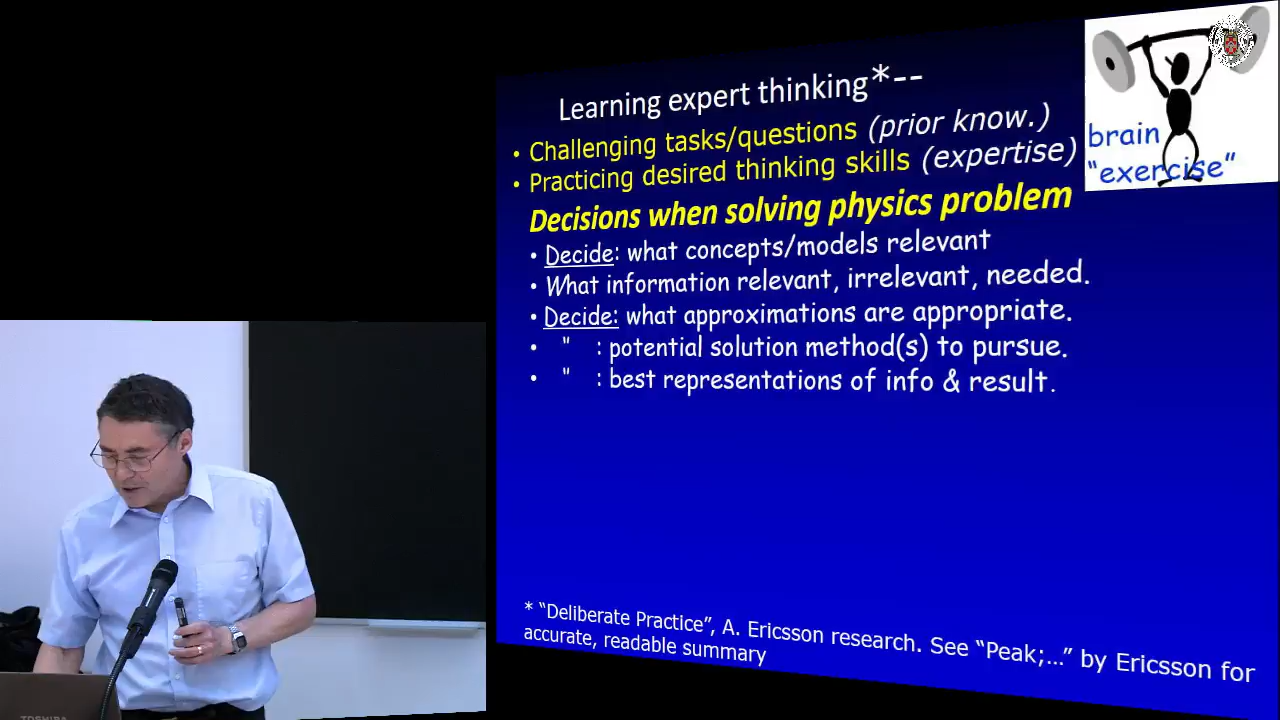 Learning expert thinking*--
• Challenging tasks/questions (prior know.)
• Practicing desired thinking skills (expertise)
brain
“exercise”
Decisions when solving physics problem
• Decide: what concepts/models relevant
• What information relevant, irrelevant, needed.
• Decide: what approximations are appropriate.
• " : potential solution method(s) to pursue.
• " : best representations of info & result.
* “Deliberate Practice”, A. Ericsson research. See “Peak;…” by Ericsson for
accurate, readable summary
TOSHIBA